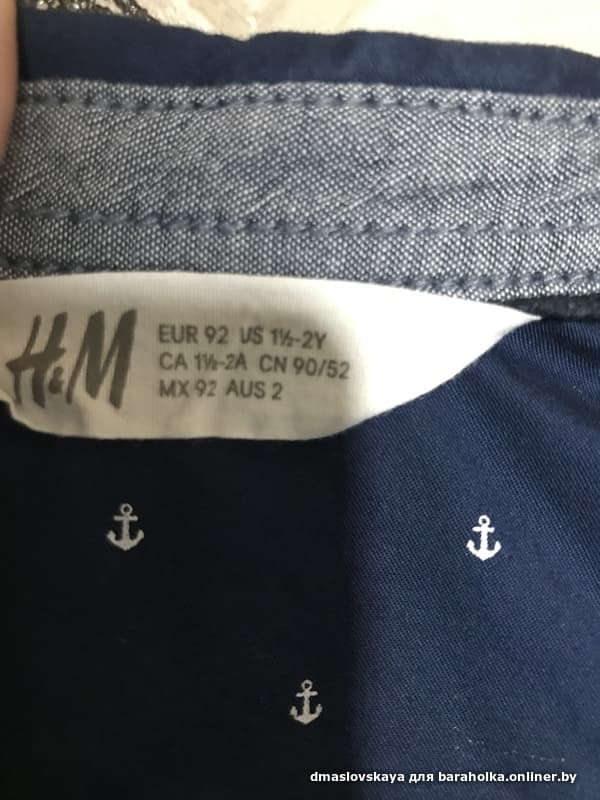 H&M
EUR 92 US 1½-2Y
CA 1½-2A CN 90/52
MX 92 AUS 2
dmaslovskaya для baraholka.onliner.by